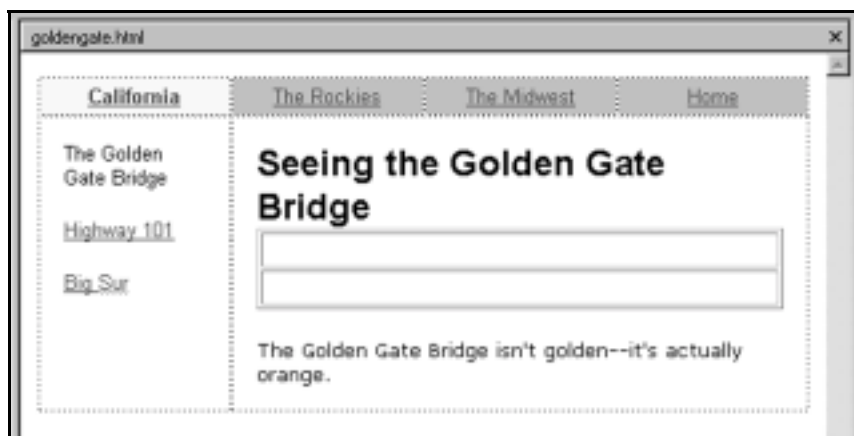 goldengate.html
California The Rockies The Midwest Home
The Golden
Gate Bridge
Highway 101
Big Sur
Seeing the Golden Gate
Bridge
The Golden Gate Bridge isn't golden--it's actually
orange.